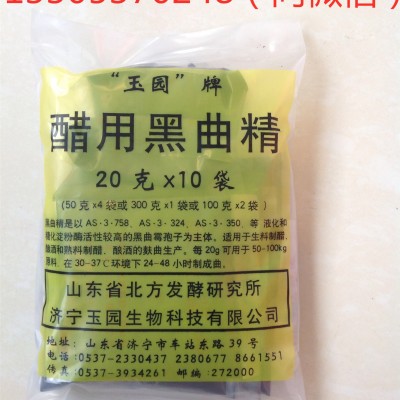 "玉园"牌
醋用黑曲精
20克×10袋
(50克×4袋或300克×1袋或100克×2袋)
黑曲精是以AS-3·758、AS-3·324、AS-3·350、等液化和
糖化淀粉酶活性较高的黑曲霉孢子为主体，适用于生料制醋、
酿酒和熟料制醋、酿酒的麸曲生产。每20g可用于50-100kg
原料，在30-37℃环境下24-48小时制成曲。
山东省北方发酵研究所
济宁玉园生物科技有限公司
地址：山东省济宁市车站东路39号
电话:0537-2330437 2380677 8661551
传真:0537-3934261 邮编:272000